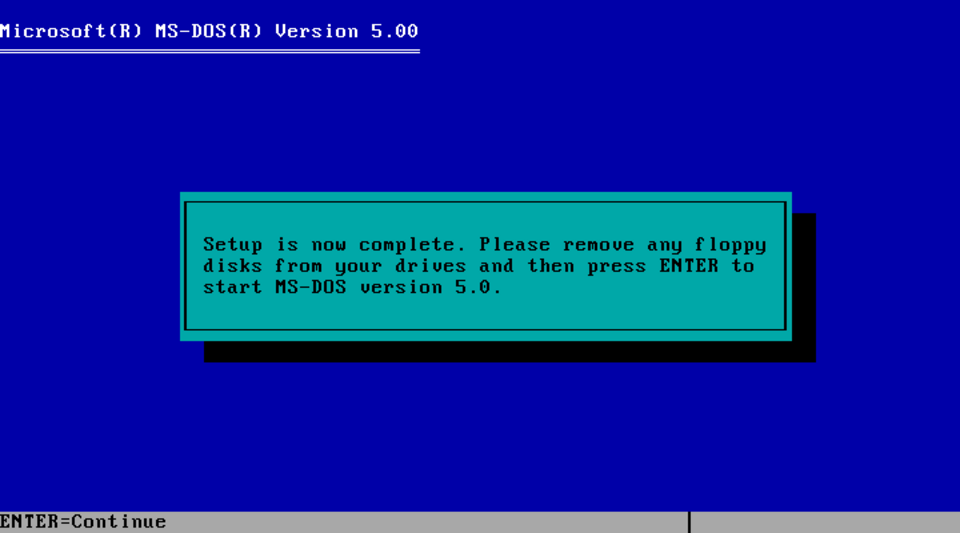 Microsoft(R) MS-DOS(R) Version 5.00
Setup is now complete. Please remove any floppy
disks from your drives and then press ENTER to
start MS-DOS version 5.0.
ENTER=Continue